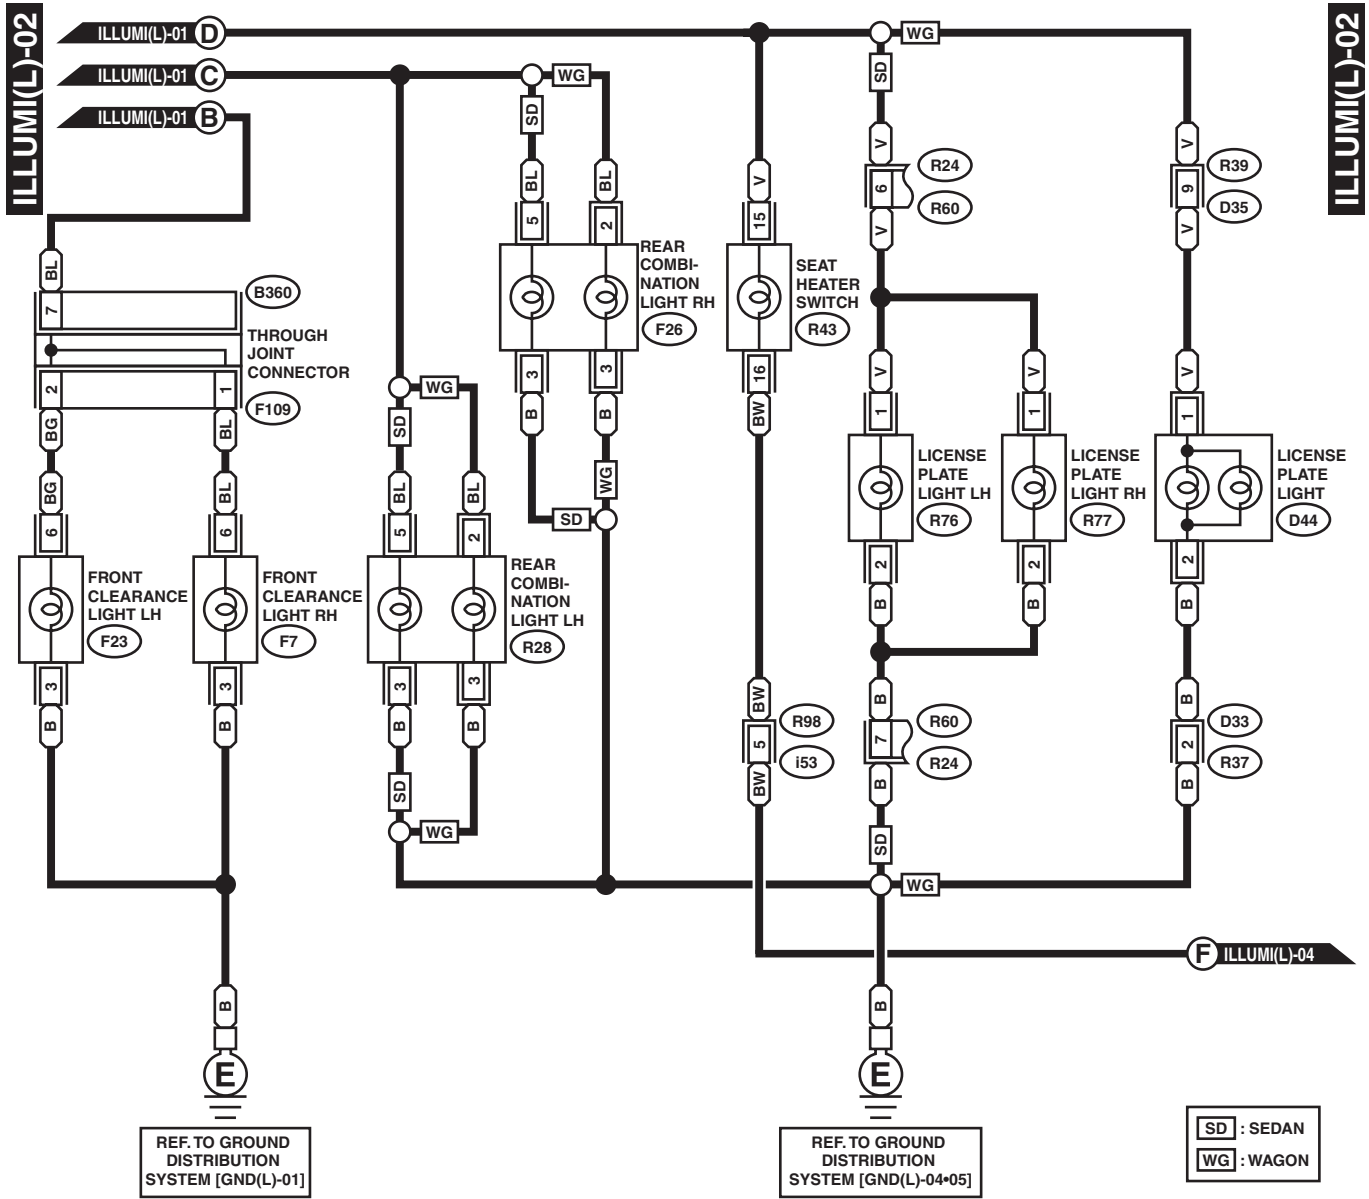 ILLUMI(L)-02
ILLUMI(L)-02
ILLUMI(L)-01 D
WG
ILLUMI(L)-01 C
WG
SD
ILLUMI(L)-01 B
SD
V
V
BL
BL
V
6
R24
R60
9
R39
D35
5
2
15
V
V
BL
7
B360
THROUGH
JOINT
CONNECTOR
2
1
F109
BG
BL
REAR
COMBI-
NATION
LIGHT RH
F26
SEAT
HEATER
SWITCH
R43
3
3
16
V
V
V
WG
SD
B
B
BW
1
1
1
BG
BL
BL
BL
WG
SD
LICENSE
PLATE
LIGHT LH
R76
LICENSE
PLATE
LIGHT RH
R77
LICENSE
PLATE
LIGHT
D44
6
6
5
2
2
2
2
FRONT
CLEARANCE
LIGHT LH
F23
FRONT
CLEARANCE
LIGHT RH
F7
REAR
COMBI-
NATION
LIGHT LH
R28
B
B
B
3
3
3
3
BW
B
B
B
B
B
B
5
R98
i53
7
R60
R24
2
D33
R37
SD
BW
B
B
WG
SD
WG
F ILLUMI(L)-04
B
B
E
E
REF. TO GROUND
DISTRIBUTION
SYSTEM [GND(L)-01]
REF. TO GROUND
DISTRIBUTION
SYSTEM [GND(L)-04•05]
SD : SEDAN
WG : WAGON